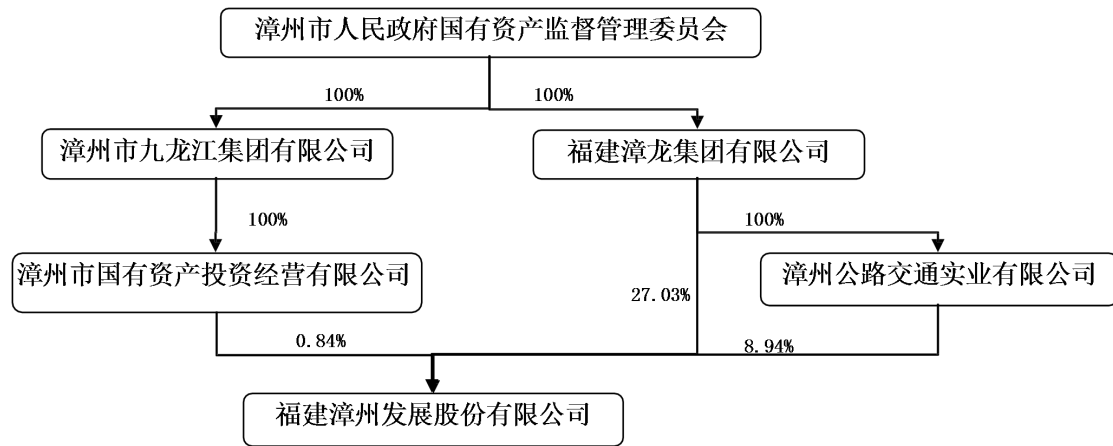 漳州市人民政府国有资产监督管理委员会
100%
100%
漳州市九龙江集团有限公司
福建漳龙集团有限公司
100%
100%
漳州市国有资产投资经营有限公司
漳州公路交通实业有限公司
27.03%
0.84%
8.94%
福建漳州发展股份有限公司